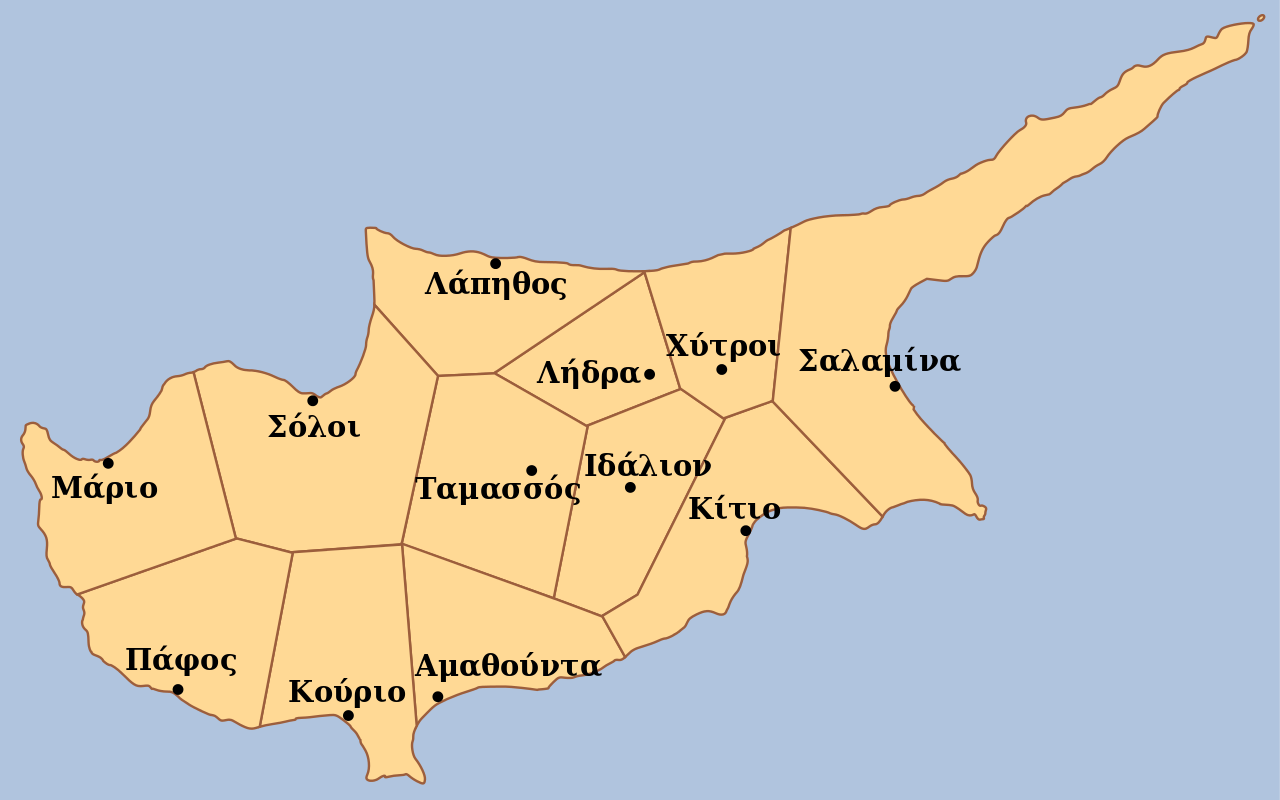 Λάπηθος
Χύτροι
Σαλαμίνα
Λήδρα
Σόλοι
Ιδάλιον
Μάριο
Ταμασσός
Κίτιο
Πάφος
Αμαθούντα
Κούριο